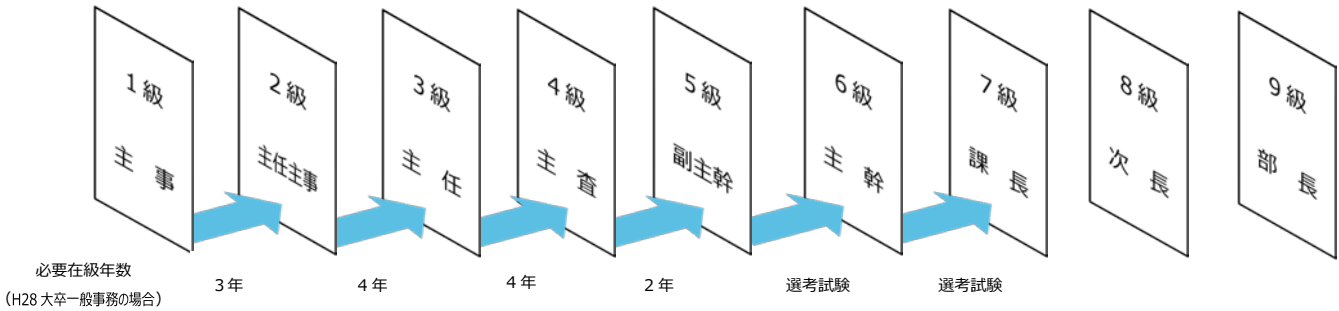 1級
主 事
2級
主任主事
3級
主 任
4級
主 査
5級
副主幹
6級
主 幹
7級
課 長
8級
次 長
9級
部 長
必要在級年数
(H28 大卒一般事務の場合)
3年
4年
4年
2年
選考試験
選考試験